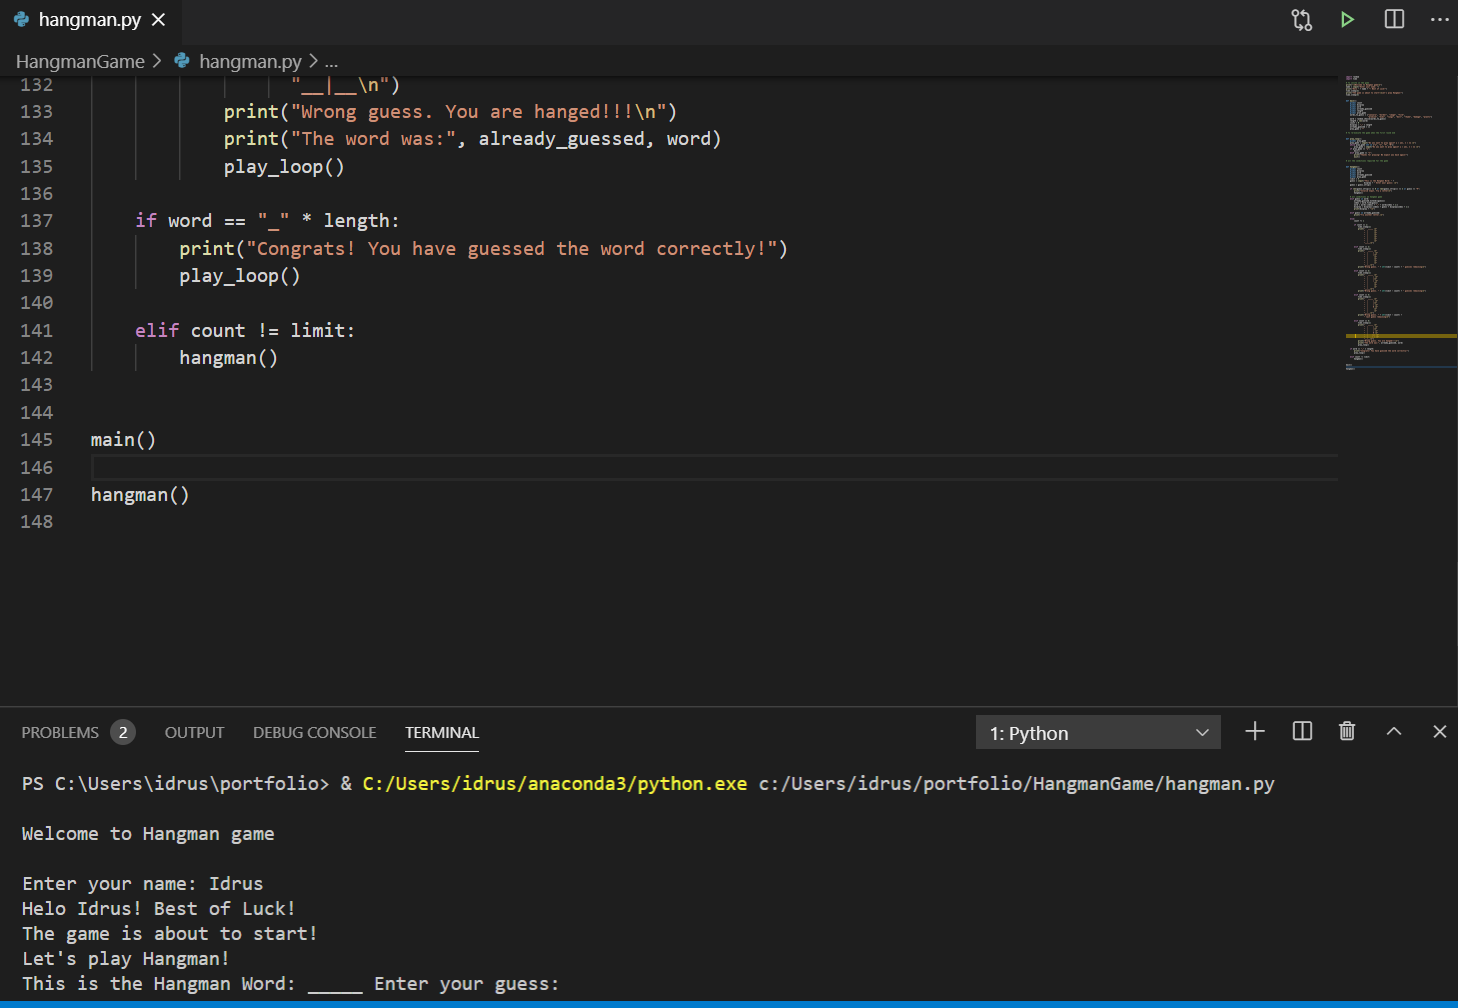 hangman.py
HangmanGame > hangman.py > ...
132 "__|__\n")
133 print("Wrong guess. You are hanged!!!\n")
134 print("The word was:", already_guessed, word)
135 play_loop()
136
137 if word == "_" * length:
138 print("Congrats! You have guessed the word correctly!")
139 play_loop()
140
141 elif count != limit:
142 hangman()
143
144
145 main()
146
147 hangman()
148
PROBLEMS 2 OUTPUT DEBUG CONSOLE TERMINAL 1: Python
PS C:\Users\idrus\portfolio> & C:/Users/idrus/anaconda3/python.exe c:/Users/idrus/portfolio/HangmanGame/hangman.py
Welcome to Hangman game
Enter your name: Idrus
Helo Idrus! Best of Luck!
The game is about to start!
Let's play Hangman!
This is the Hangman Word: _____ Enter your guess: